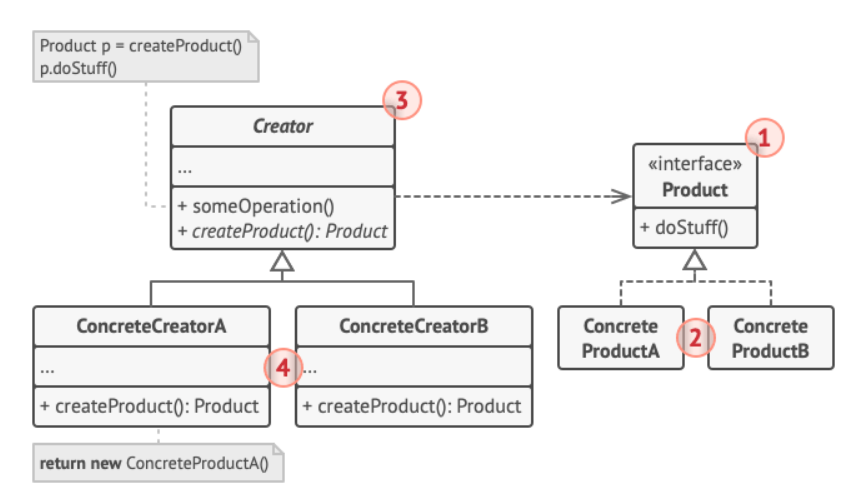 Product p = createProduct()
p.doStuff()
3
Creator
...
+ someOperation()
+ createProduct(): Product
1
«interface»
Product
+ doStuff()
ConcreteCreatorA
...
+ createProduct(): Product
4
ConcreteCreatorB
...
+ createProduct(): Product
Concrete
ProductA
2
Concrete
ProductB
return new ConcreteProductA()